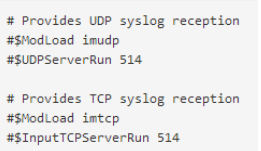 # Provides UDP syslog reception
#$ModLoad imudp
#$UDPServerRun 514

# Provides TCP syslog reception
#$ModLoad imtcp
#$InputTCPServerRun 514